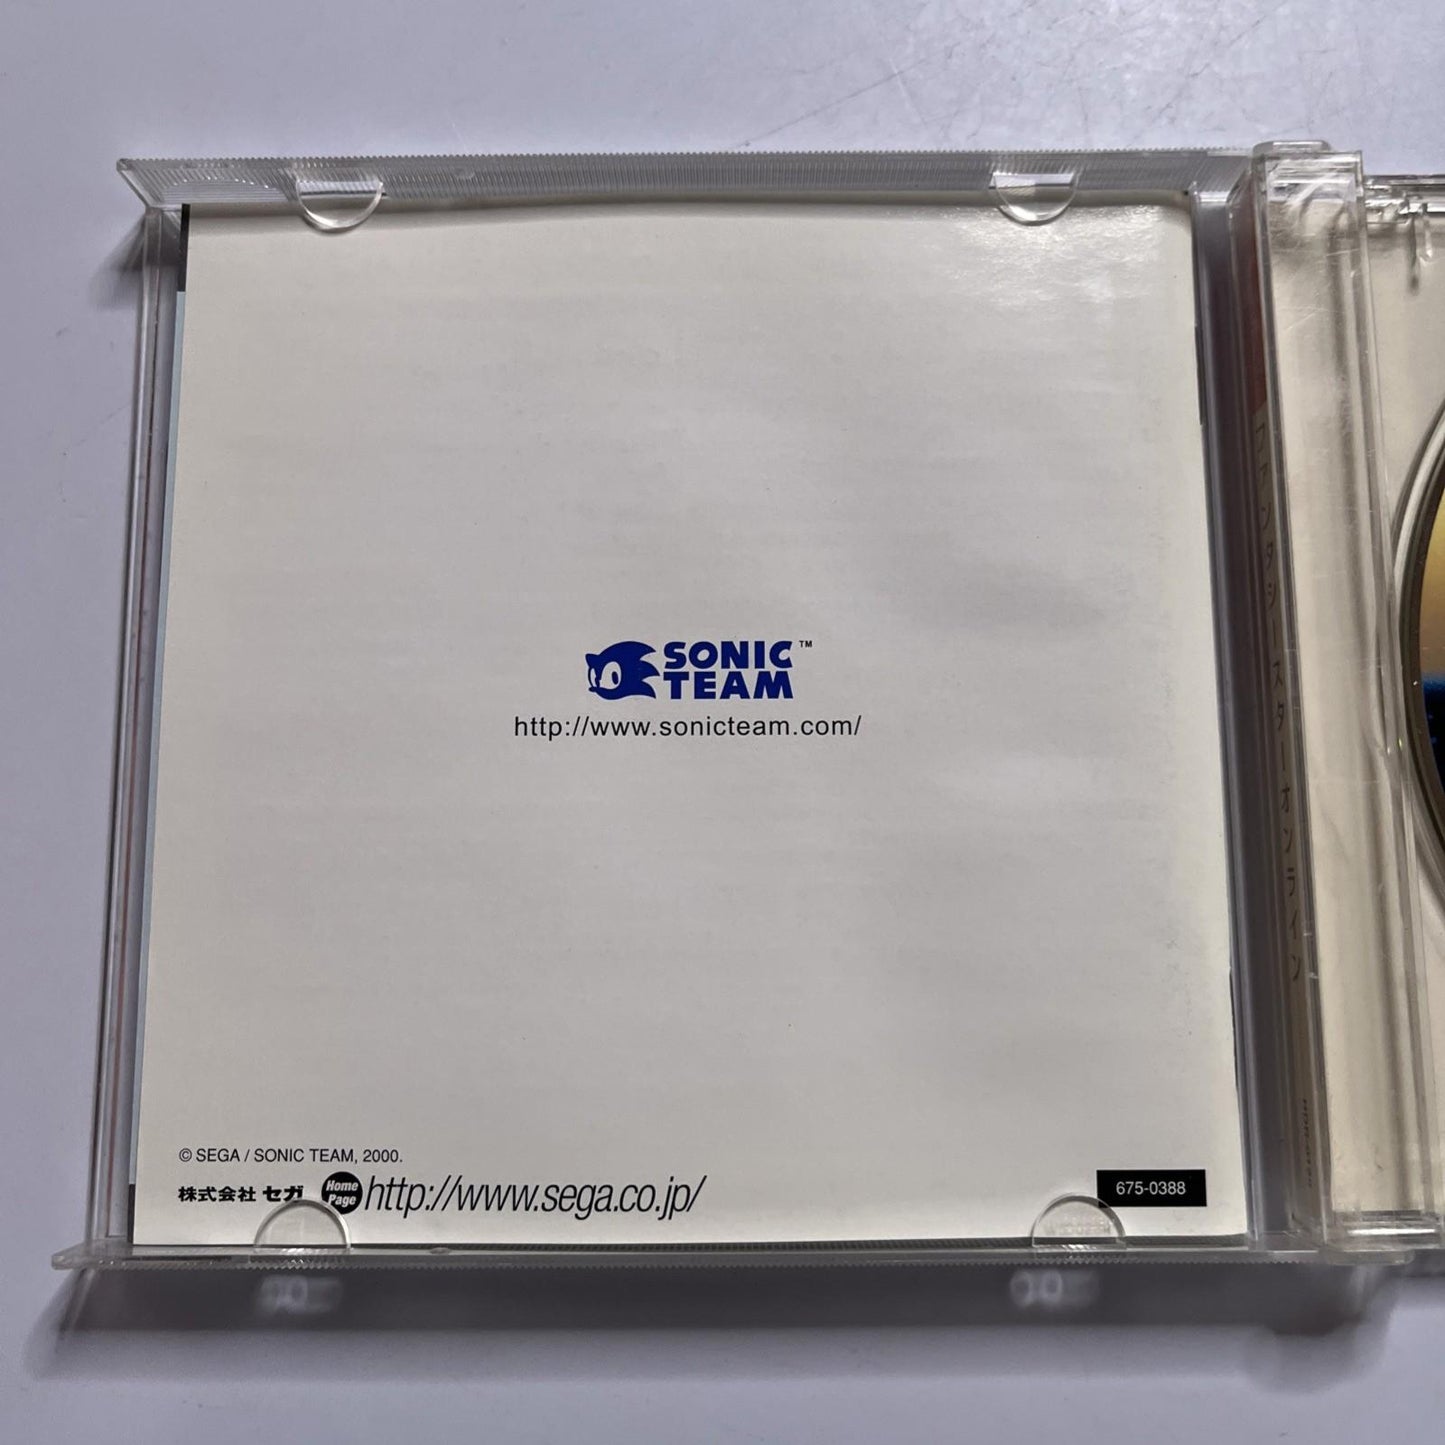 SONIC™
TEAM
http://www.sonicteam.com/
© SEGA / SONIC TEAM, 2000.
株式会社 セガ Home Page http://www.sega.co.jp/
675-0388
ファンタシースターオンライン